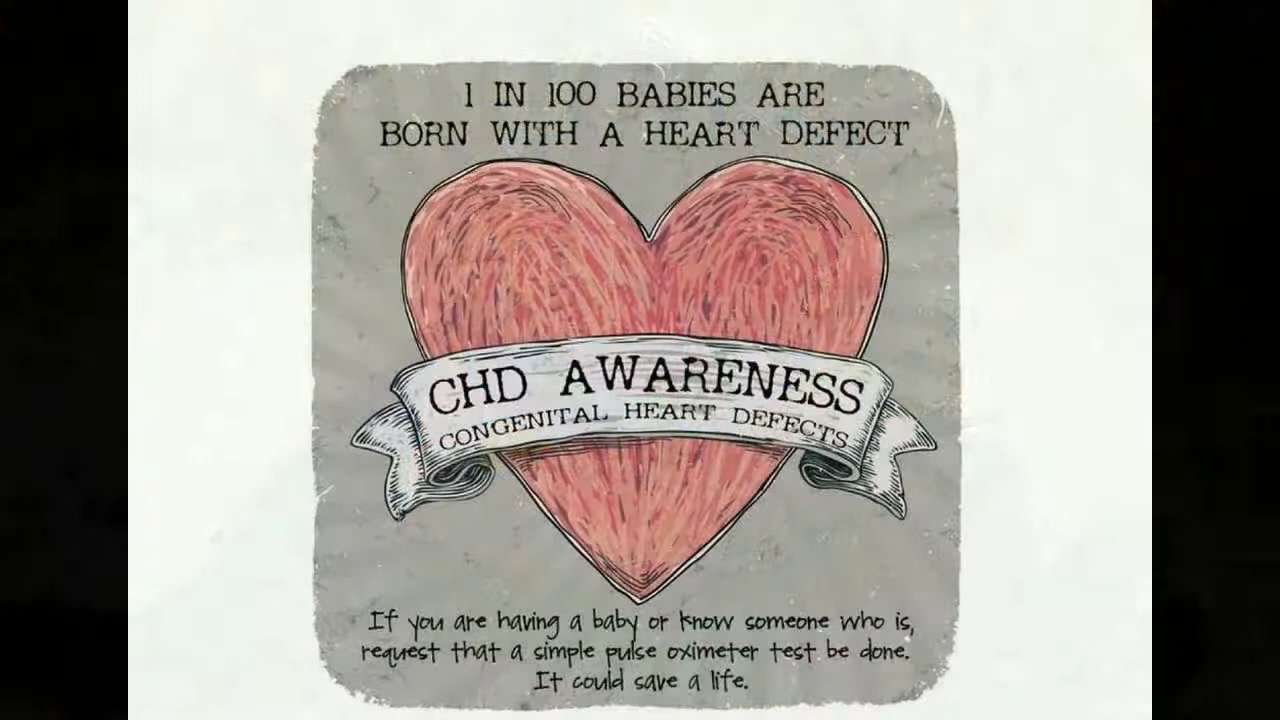 1 IN 100 BABIES ARE
BORN WITH A HEART DEFECT
CHD AWARENESS
CONGENITAL HEART DEFECTS
If you are having a baby or know someone who is,
request that a simple pulse oximeter test be done.
It could save a life.